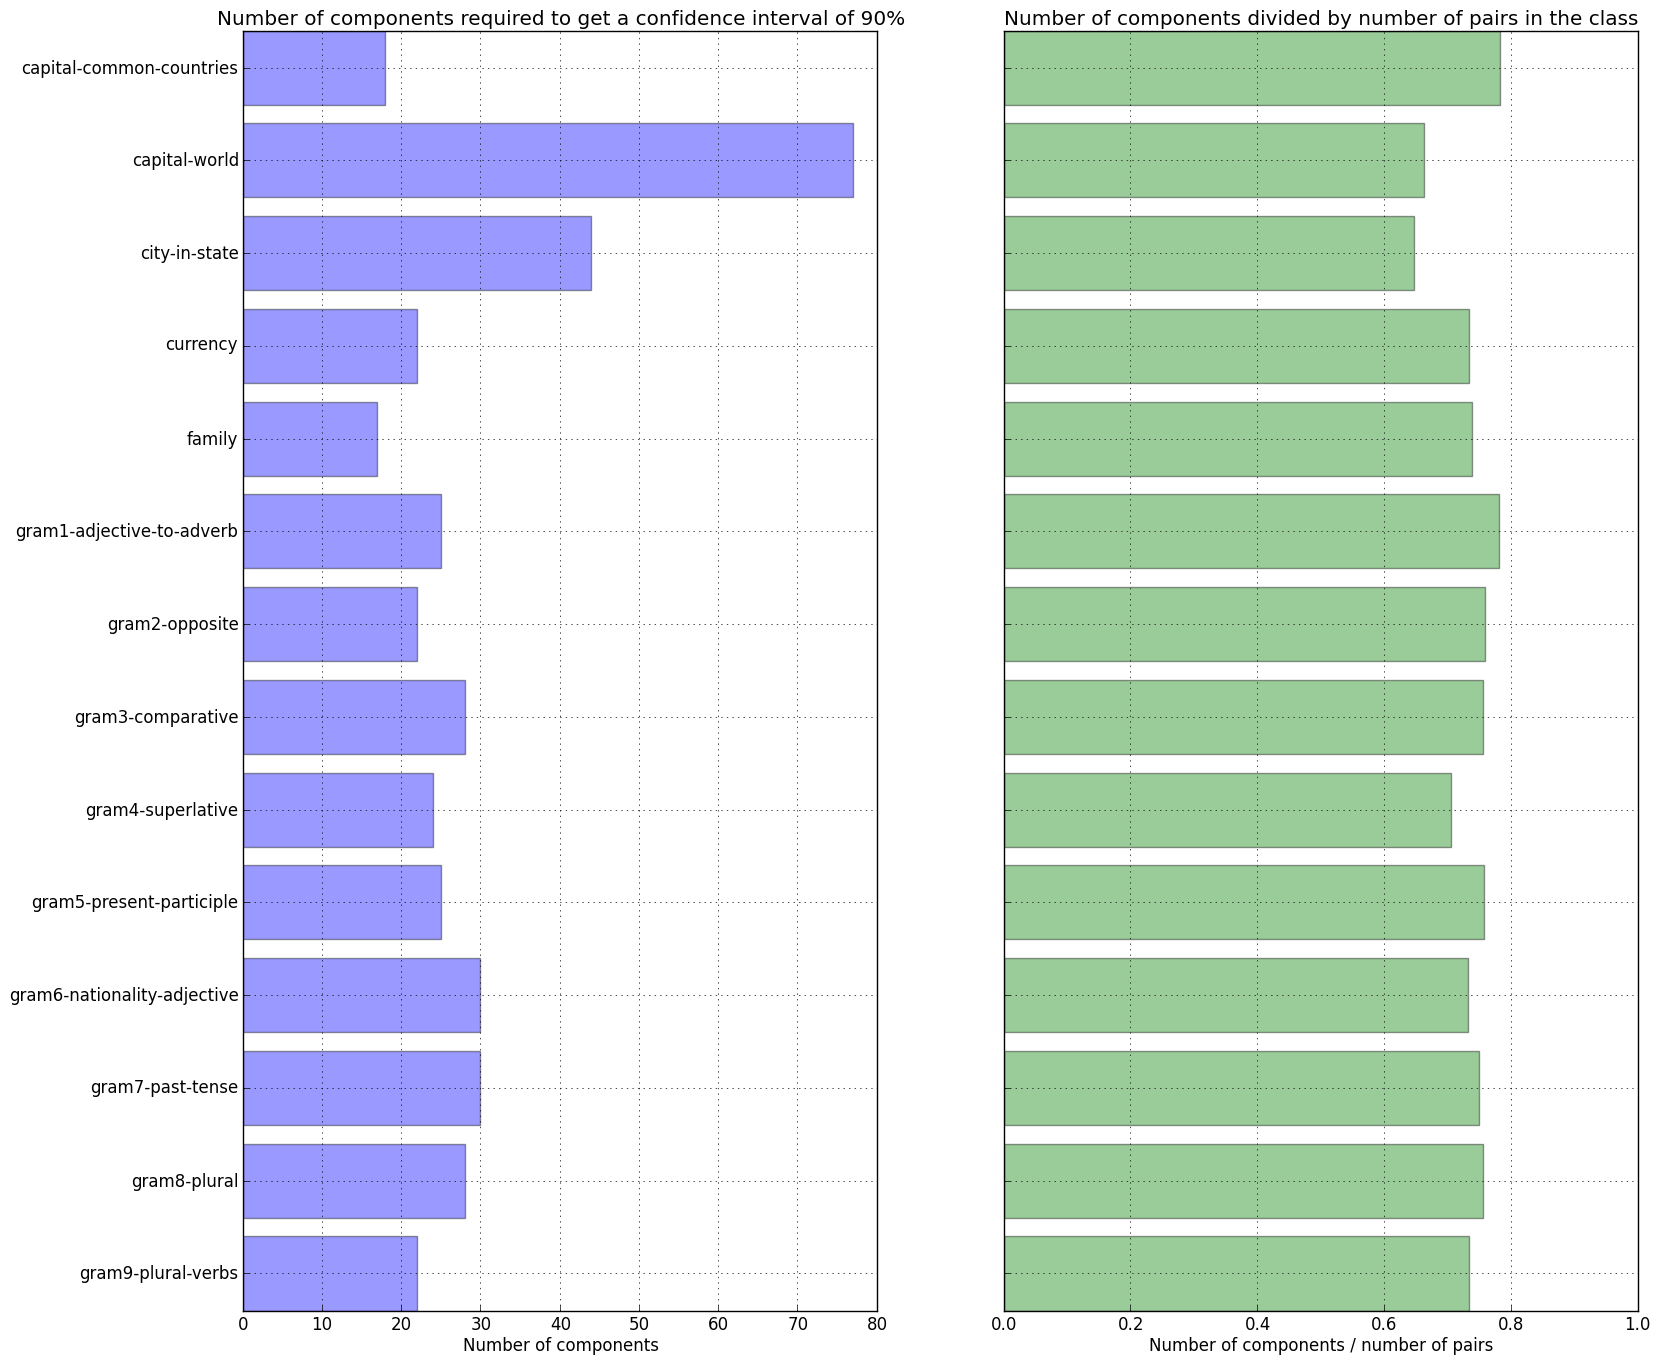 Number of components required to get a confidence interval of 90%
capital-common-countries
capital-world
city-in-state
currency
family
gram1-adjective-to-adverb
gram2-opposite
gram3-comparative
gram4-superlative
gram5-present-participle
gram6-nationality-adjective
gram7-past-tense
gram8-plural
gram9-plural-verbs
0 10 20 30 40 50 60 70 80
Number of components
Number of components divided by number of pairs in the class
0.0 0.2 0.4 0.6 0.8 1.0
Number of components / number of pairs